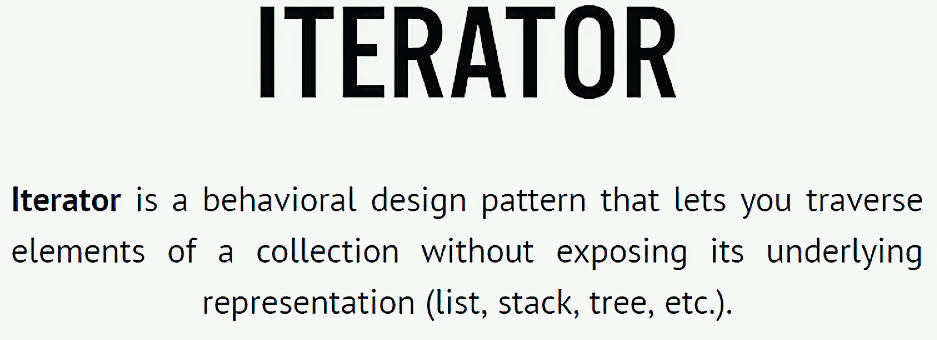 ITERATOR
Iterator is a behavioral design pattern that lets you traverse
elements of a collection without exposing its underlying
representation (list, stack, tree, etc.).